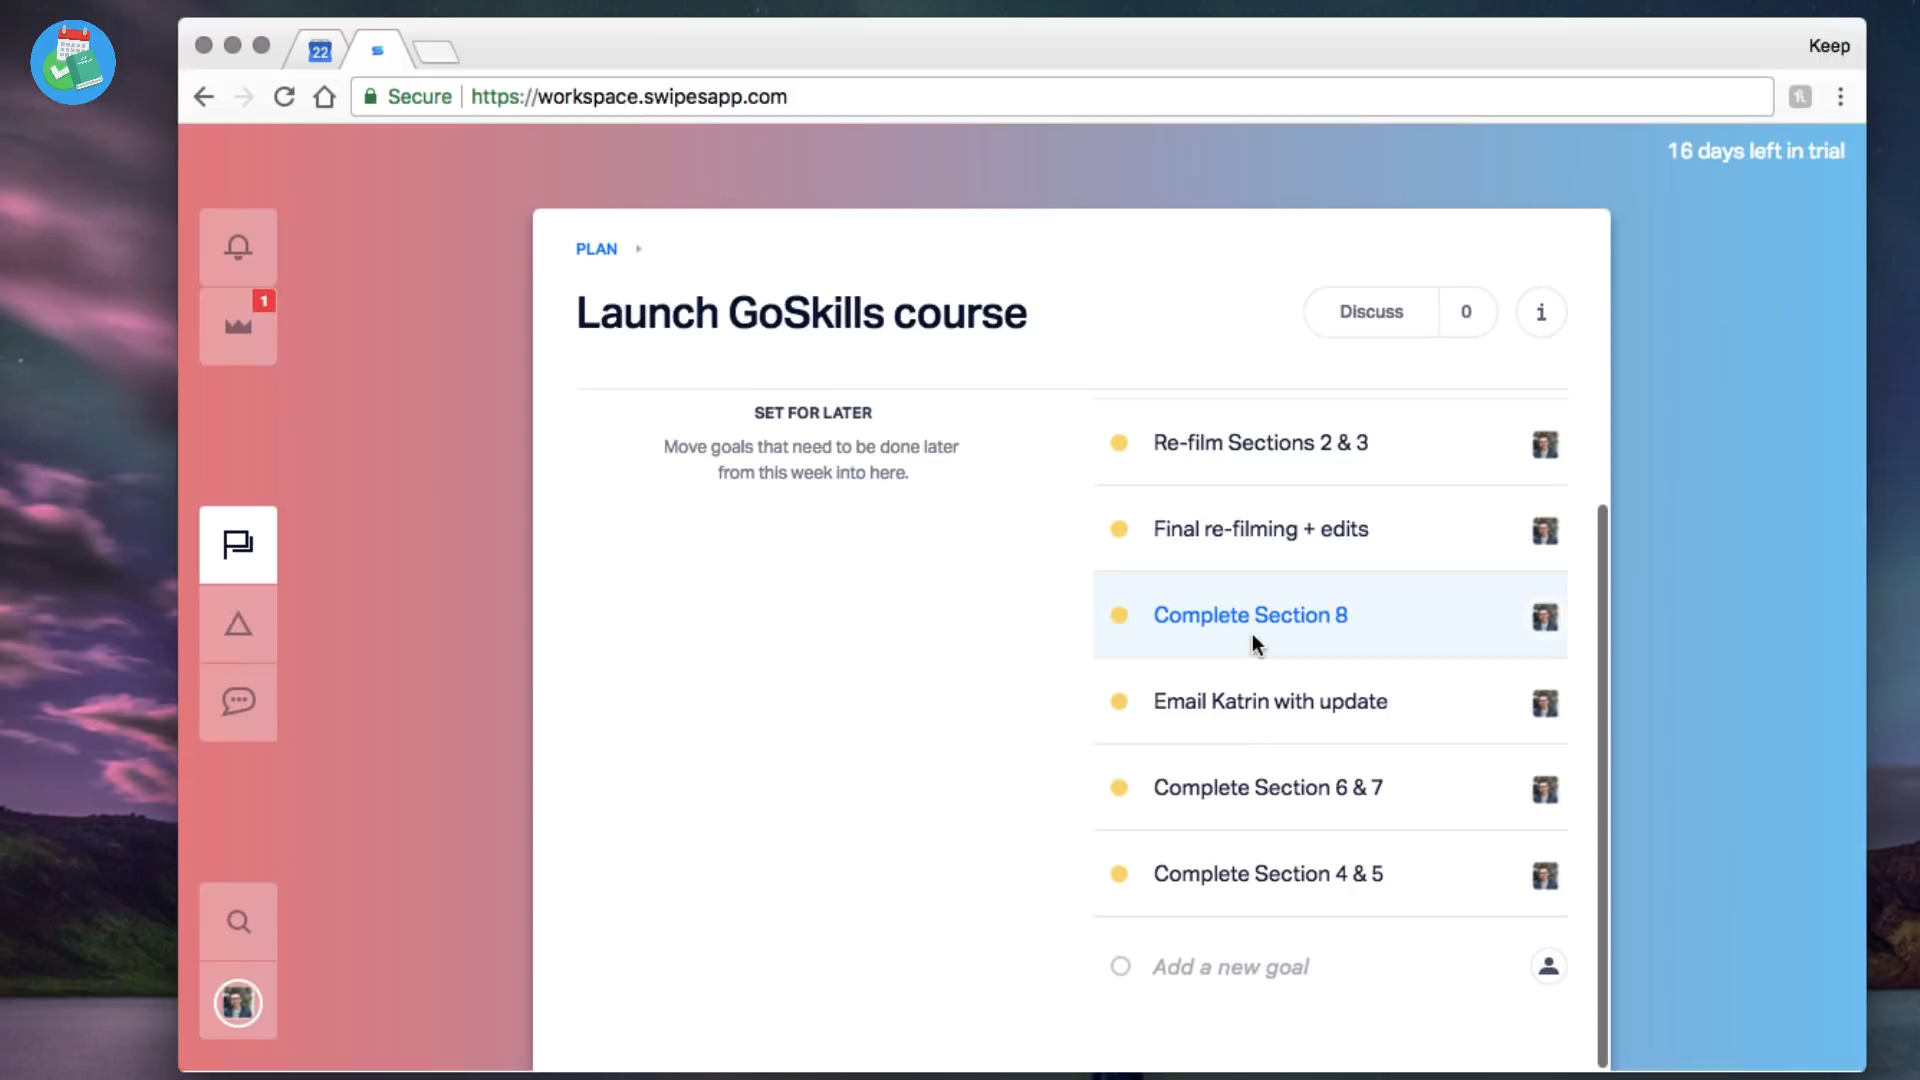 22
Keep
Secure
https://workspace.swipesapp.com
16 days left in trial
1
PLAN
Launch GoSkills course
Discuss
0
i
SET FOR LATER
Move goals that need to be done later
from this week into here.
Re-film Sections 2 & 3
Final re-filming + edits
Complete Section 8
Email Katrin with update
Complete Section 6 & 7
Complete Section 4 & 5
Add a new goal